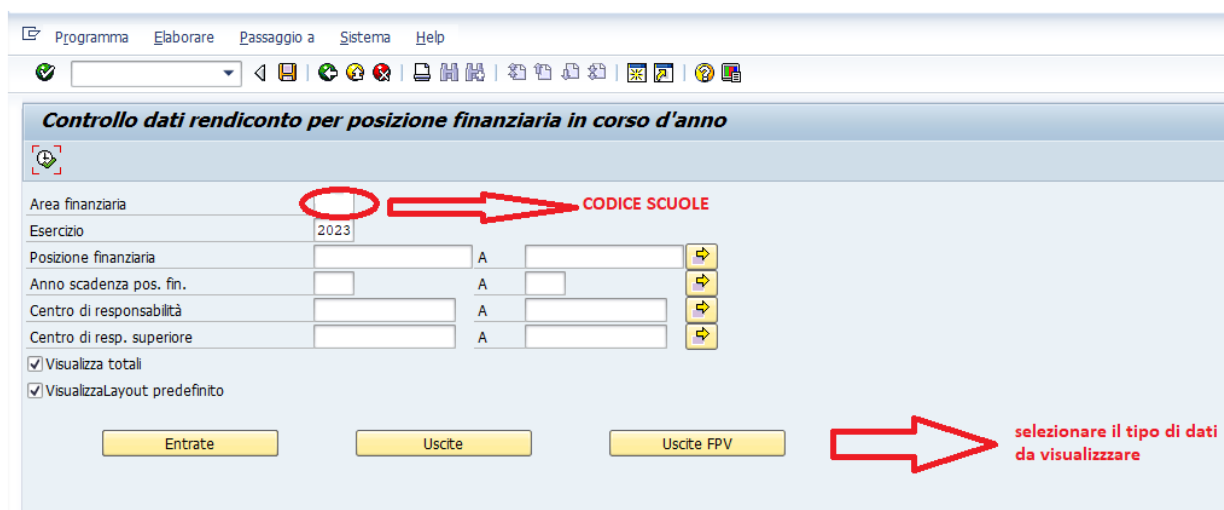 Programma Elaborare Passaggio a Sistema Help
Controllo dati rendiconto per posizione finanziaria in corso d'anno
Area finanziaria CODICE SCUOLE
Esercizio 2023
Posizione finanziaria A
Anno scadenza pos. fin. A
Centro di responsabilità A
Centro di resp. superiore A
Visualizza totali
VisualizzaLayout predefinito
Entrate Uscite Uscite FPV
selezionare il tipo di dati
da visualizzzare